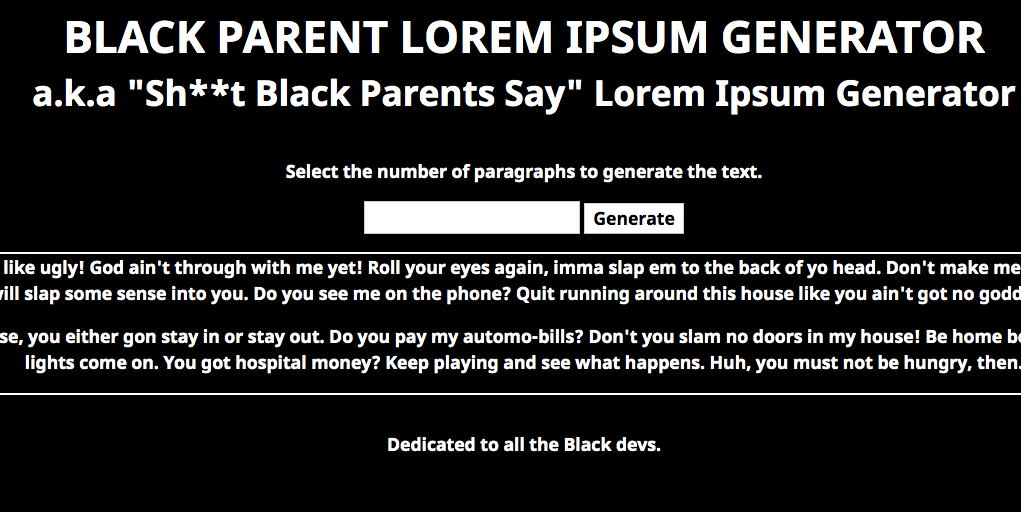 BLACK PARENT LOREM IPSUM GENERATOR
a.k.a "Sh**t Black Parents Say" Lorem Ipsum Generator
Select the number of paragraphs to generate the text.
Generate
like ugly! God ain't through with me yet! Roll your eyes again, imma slap em to the back of yo head. Don't make me
will slap some sense into you. Do you see me on the phone? Quit running around this house like you ain't got no
you either gon stay in or stay out. Do you pay my automo-bills? Don't you slam no doors in my house! Be home
lights come on. You got hospital money? Keep playing and see what happens. Huh, you must not be hungry, then.
Dedicated to all the Black devs.